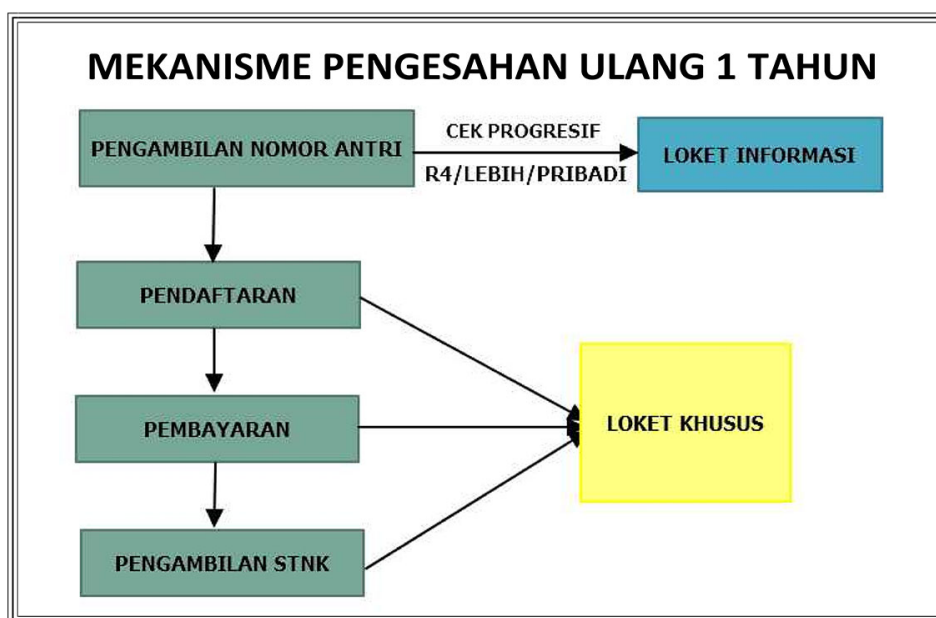 MEKANISME PENGESAHAN ULANG 1 TAHUN
PENGAMBILAN NOMOR ANTRI
CEK PROGRESIF
R4/LEBIH/PRIBADI
LOKET INFORMASI
PENDAFTARAN
PEMBAYARAN
LOKET KHUSUS
PENGAMBILAN STNK